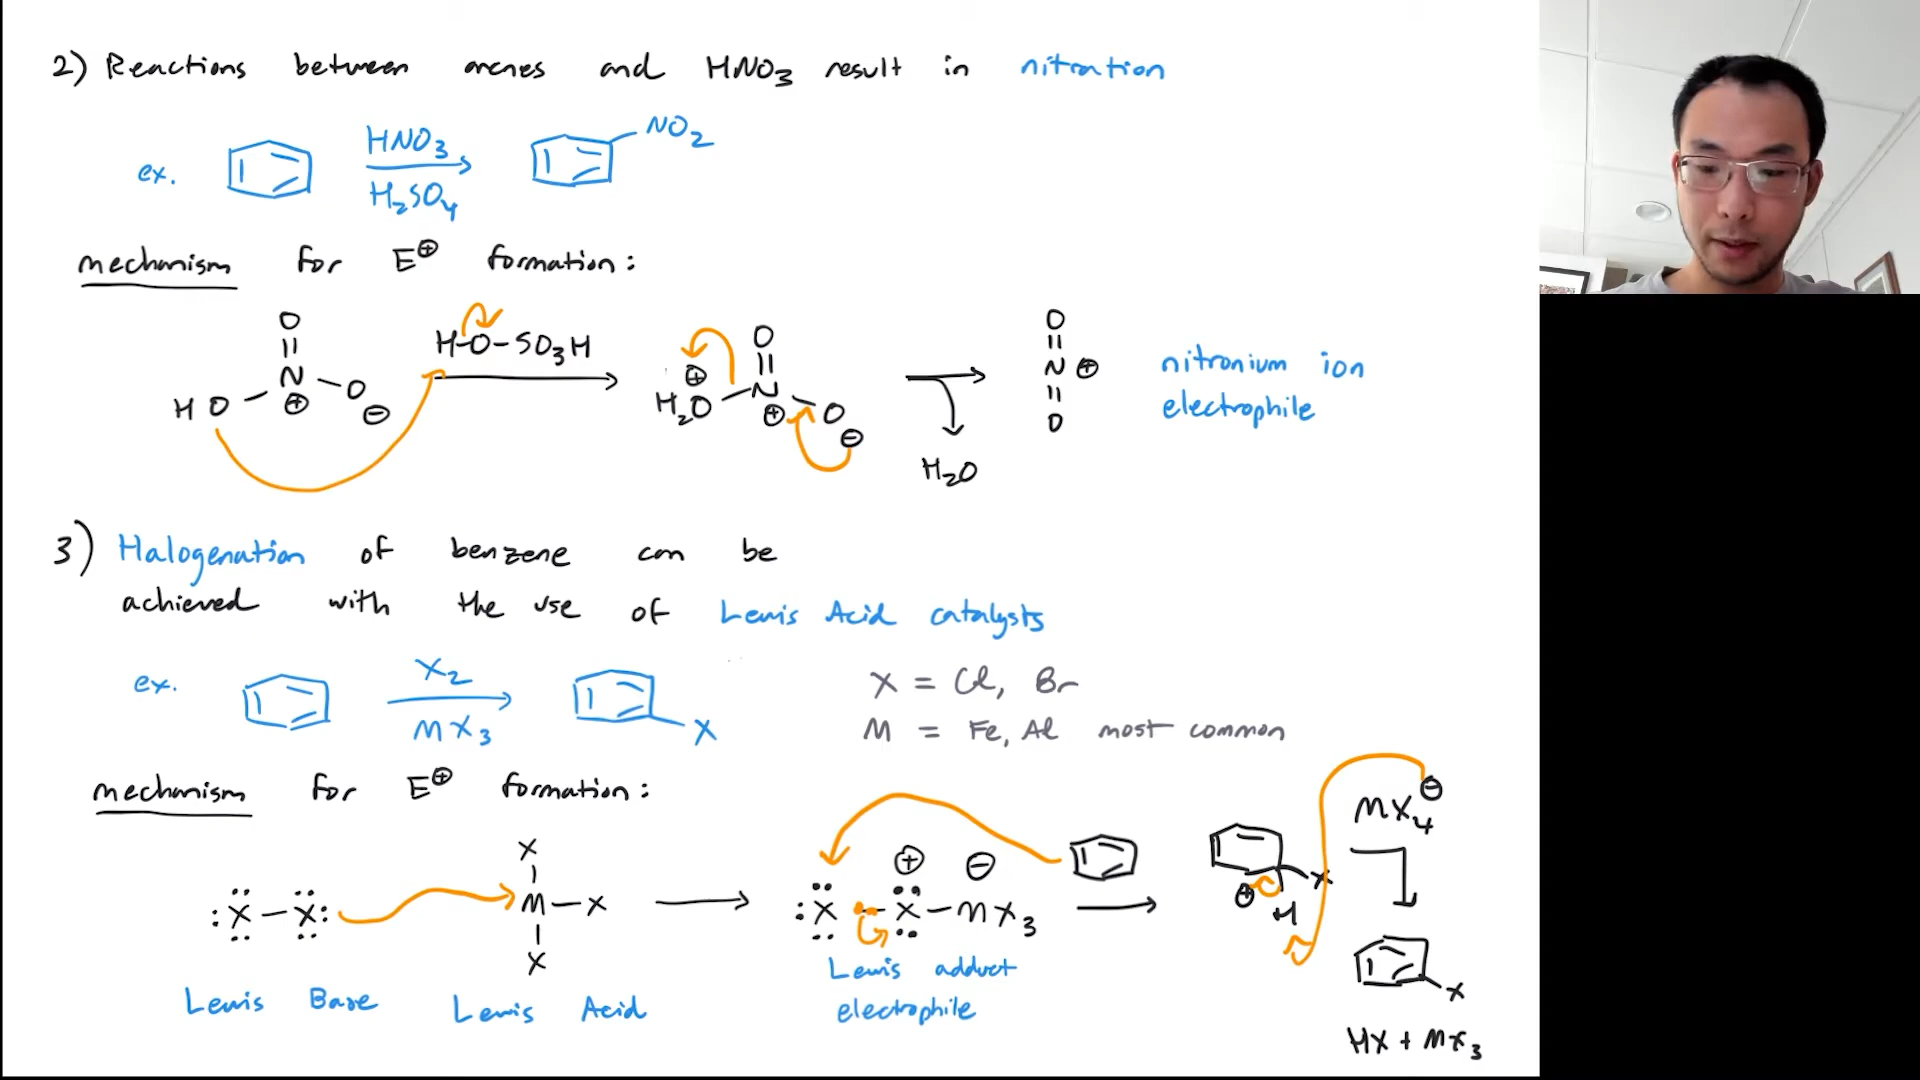 2) Reactions between arenes and HNO3 result in nitration
ex. HNO3 H2SO4 NO2
mechanism for E⊕ formation:
O H-O-SO3H O O
N ⊕ N N ⊕ nitronium ion
HO ⊕ O ⊖ H2O ⊕ O ⊖ O electrophile
H2O
3) Halogenation of benzene can be
achieved with the use of Lewis Acid catalysts
ex. X2 MX3 X
X = Cl, Br
M = Fe, Al most common
mechanism for E⊕ formation:
MX4 ⊖
X ⊕ ⊖ X
:X-X: M-X :X-X-MX3 ⊕ H
X
Lewis Base Lewis Acid Lewis adduct
electrophile
X
HX + MX3